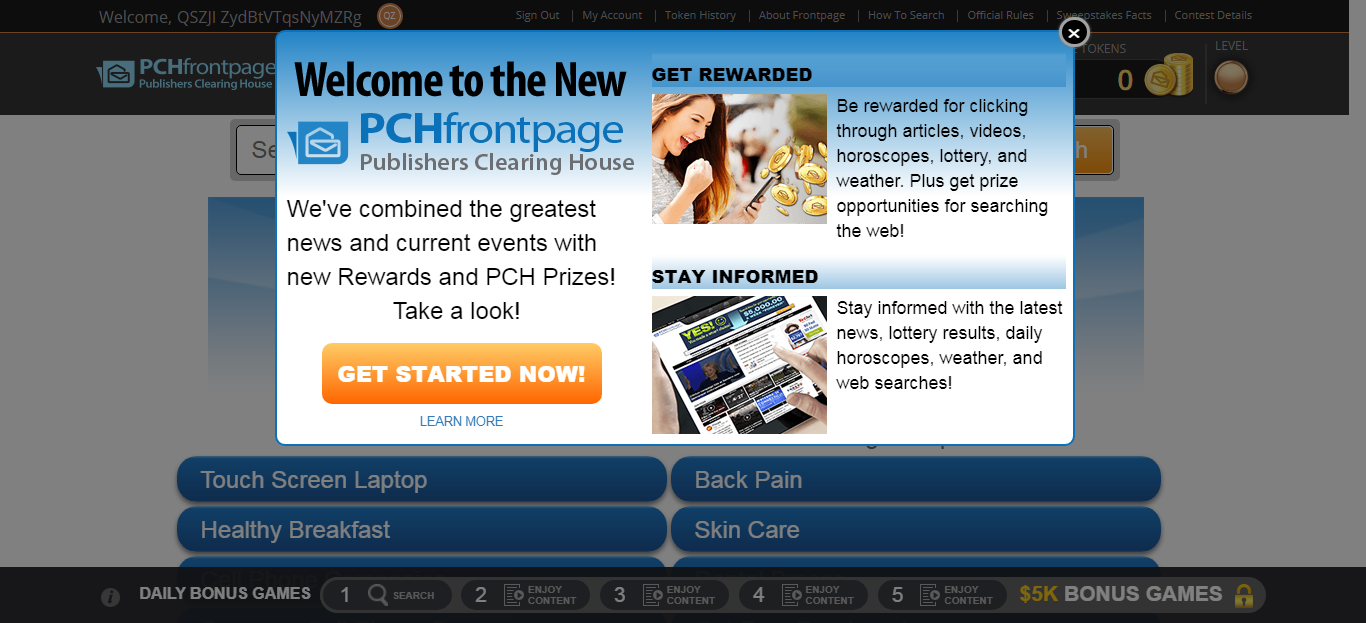 Welcome, QSZJI ZydBtVTqsNyMZRg
QZ
Sign Out | My Account | Token History | About Frontpage | How To Search | Official Rules | Sweepstakes Facts | Contest Details
PCHfrontpage
Publishers Clearing House
TOKENS
0
LEVEL
Se
h
Welcome to the New
PCHfrontpage
Publishers Clearing House
We've combined the greatest
news and current events with
new Rewards and PCH Prizes!
Take a look!
GET STARTED NOW!
LEARN MORE
GET REWARDED
Be rewarded for clicking
through articles, videos,
horoscopes, lottery, and
weather. Plus get prize
opportunities for searching
the web!
STAY INFORMED
YES!
$5,000.00
Stay informed with the latest
news, lottery results, daily
horoscopes, weather, and
web searches!
Touch Screen Laptop
Back Pain
Healthy Breakfast
Skin Care
DAILY BONUS GAMES
1 SEARCH
2 ENJOY
CONTENT
3 ENJOY
CONTENT
4 ENJOY
CONTENT
5 ENJOY
CONTENT
$5K BONUS GAMES